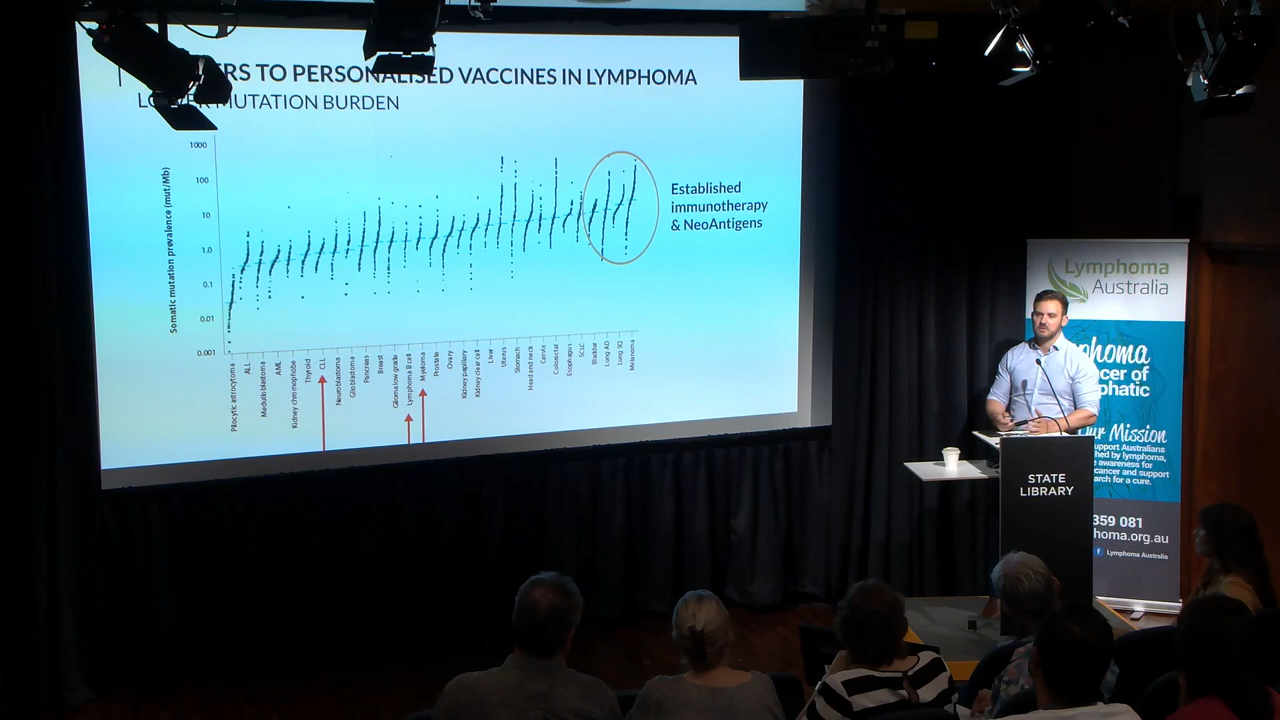 ERS TO PERSONALISED VACCINES IN LYMPHOMA
LOWER MUTATION BURDEN
Somatic mutation prevalence (mut/Mb)
1000
100
10
1.0
0.1
0.01
0.001
Established
immunotherapy
& NeoAntigens
Pilocytic astrocytoma
ALL
Medulloblastoma
AML
Kidney chromophobe
Thyroid
CLL
Neuroblastoma
Glioblastoma
Pancreas
Breast
Glioma low grade
Lymphoma B cell
Myeloma
Prostate
Ovary
Kidney papillary
Kidney clear cell
Liver
Uterus
Stomach
Head and neck
Cervix
Colorectal
Esophagus
SCLC
Bladder
Lung AD
Lung SQ
Melanoma
Lymphoma
Australia
phoma
cer of
phatic
Our Mission
support Australians
hed by lymphoma,
e awareness for
cancer and support
arch for a cure.
359 081
homa.org.au
f Lymphoma Australia
STATE
LIBRARY